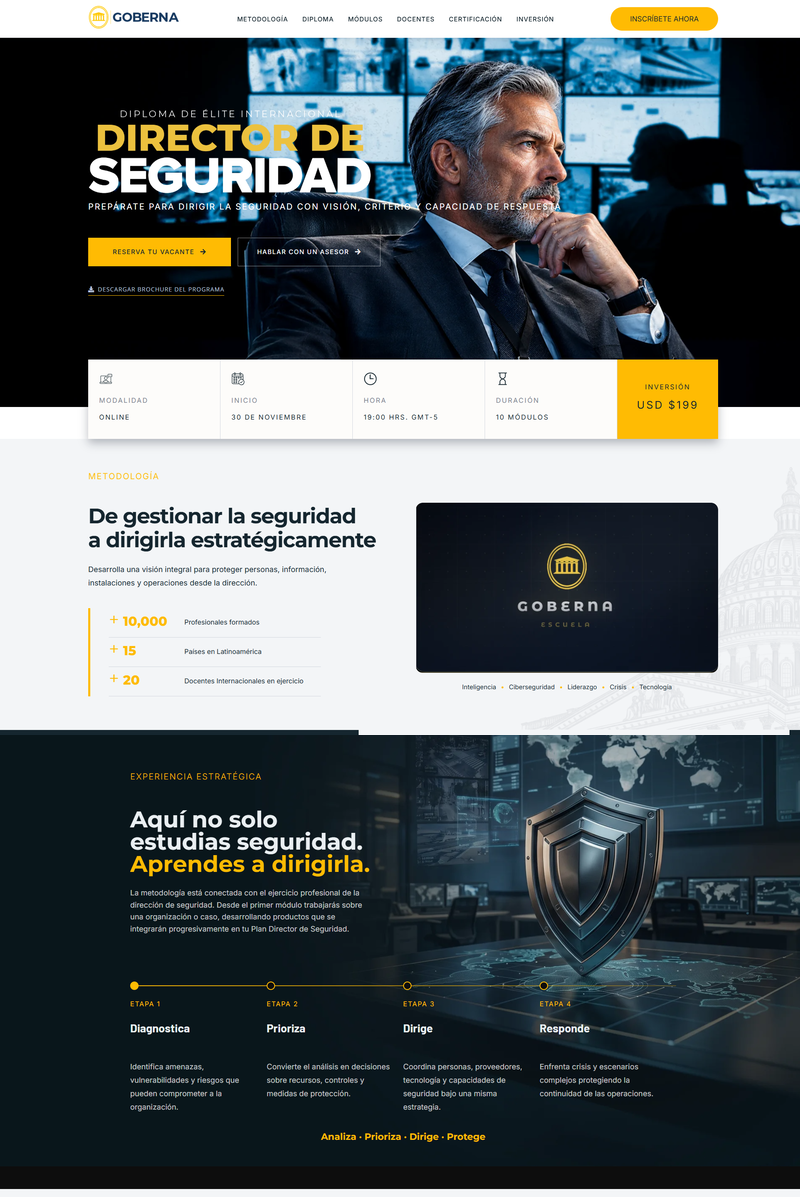 GOBERNA
METODOLOGÍA
DIPLOMA
MÓDULOS
DOCENTES
CERTIFICACIÓN
INVERSIÓN
INSCRÍBETE AHORA
DIPLOMA DE ÉLITE INTERNACIONAL
DIRECTOR DE
SEGURIDAD
PREPÁRATE PARA DIRIGIR LA SEGURIDAD CON VISIÓN, CRITERIO Y CAPACIDAD DE RESPUESTA
RESERVA TU VACANTE →
HABLAR CON UN ASESOR →
DESCARGAR BROCHURE DEL PROGRAMA
MODALIDAD
ONLINE
INICIO
30 DE NOVIEMBRE
HORA
19:00 HRS. GMT-5
DURACIÓN
10 MÓDULOS
INVERSIÓN
USD $199
METODOLOGÍA
De gestionar la seguridad
a dirigirla estratégicamente
Desarrolla una visión integral para proteger personas, información,
instalaciones y operaciones desde la dirección.
+ 10,000 Profesionales formados
+ 15 Países en Latinoamérica
+ 20 Docentes Internacionales en ejercicio
GOBERNA
ESCUELA
Inteligencia • Ciberseguridad • Liderazgo • Crisis • Tecnología
EXPERIENCIA ESTRATÉGICA
Aquí no solo
estudias seguridad.
Aprendes a dirigirla.
La metodología está conectada con el ejercicio profesional de la
dirección de seguridad. Desde el primer módulo trabajarás sobre
una organización o caso, desarrollando productos que se
integrarán progresivamente en tu Plan Director de Seguridad.
ETAPA 1
Diagnostica
Identifica amenazas,
vulnerabilidades y riesgos que
pueden comprometer a la
organización.
ETAPA 2
Prioriza
Convierte el análisis en decisiones
sobre recursos, controles y
medidas de protección.
ETAPA 3
Dirige
Coordina personas, proveedores,
tecnología y capacidades de
seguridad bajo una misma
estrategia.
ETAPA 4
Responde
Enfrenta crisis y escenarios
complejos protegiendo la
continuidad de las operaciones.
Analiza · Prioriza · Dirige · Protege